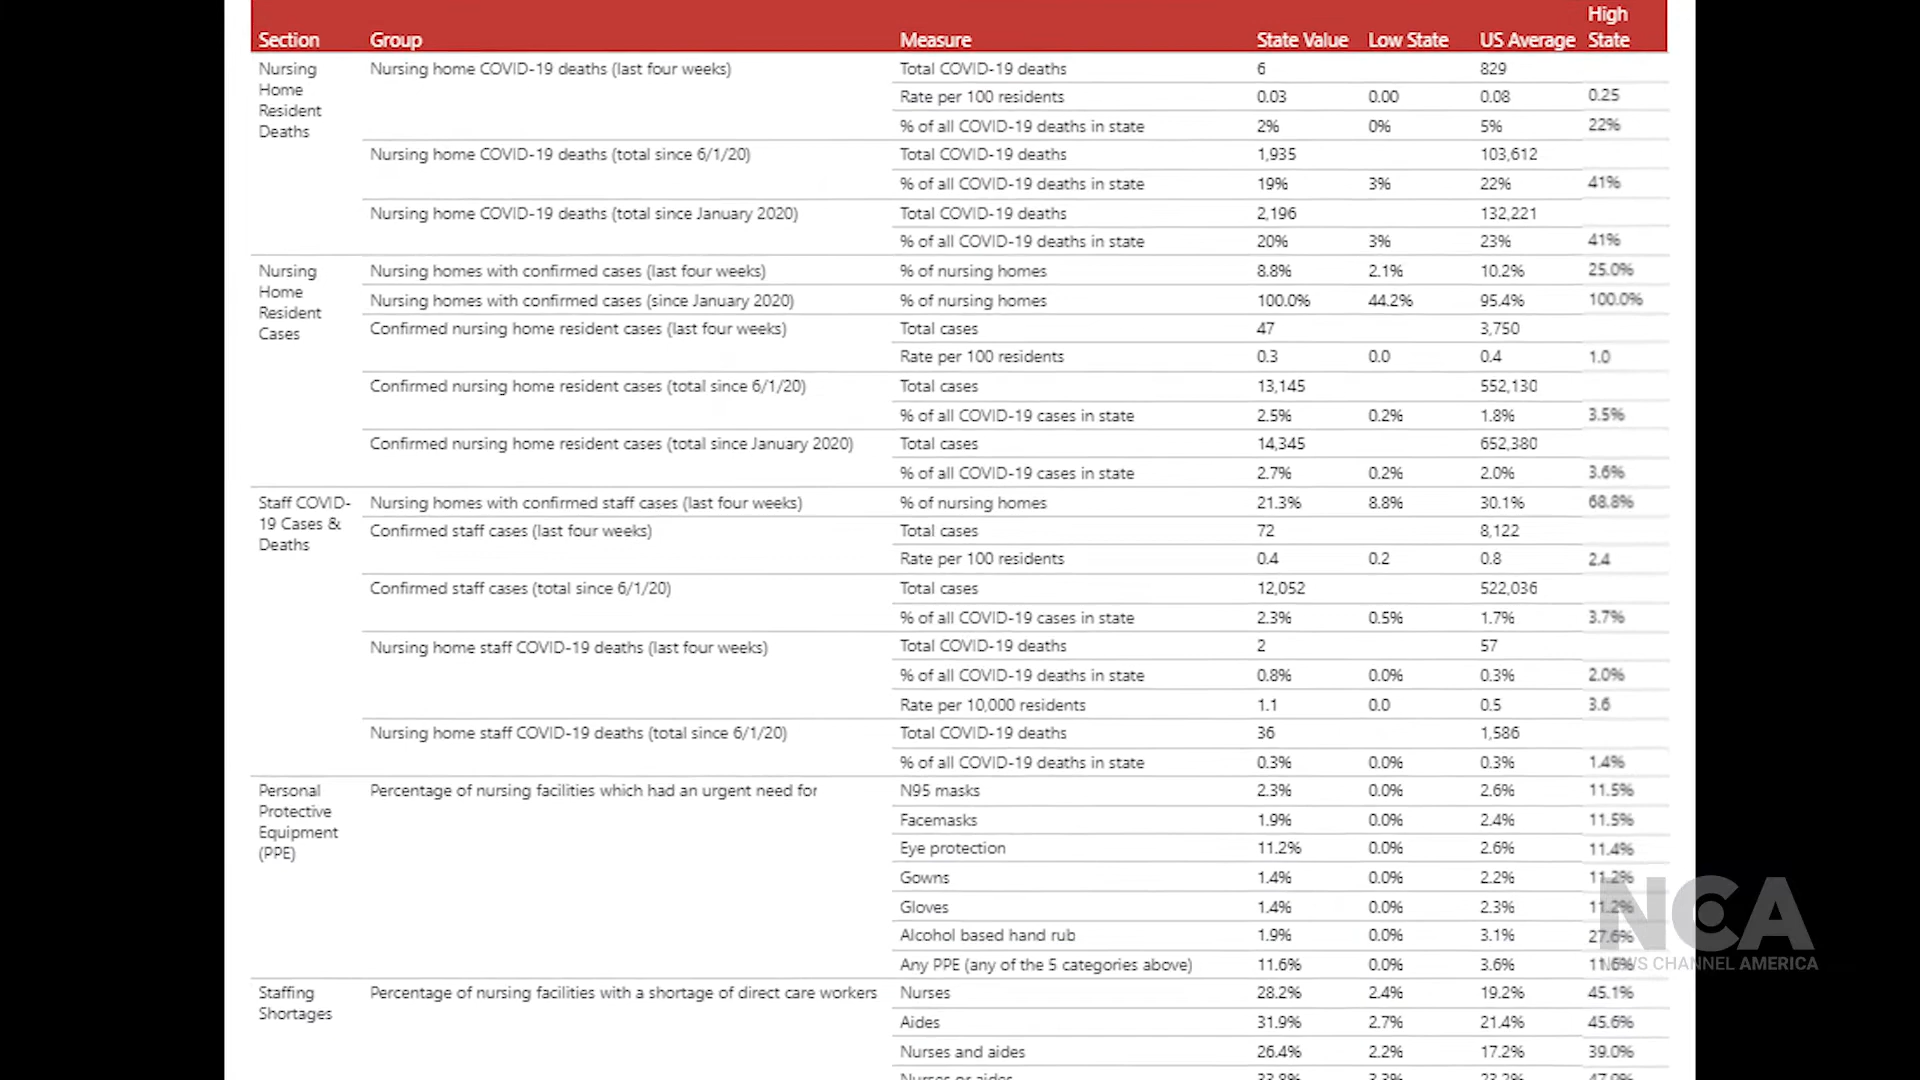 Section Group Measure State Value Low State US Average High State
Nursing Home Resident Deaths Nursing home COVID-19 deaths (last four weeks) Total COVID-19 deaths 6 829
Rate per 100 residents 0.03 0.00 0.08 0.25
% of all COVID-19 deaths in state 2% 0% 5% 22%
Nursing home COVID-19 deaths (total since 6/1/20) Total COVID-19 deaths 1,935 103,612
% of all COVID-19 deaths in state 19% 3% 22% 41%
Nursing home COVID-19 deaths (total since January 2020) Total COVID-19 deaths 2,196 132,221
% of all COVID-19 deaths in state 20% 3% 23% 41%
Nursing Home Resident Cases Nursing homes with confirmed cases (last four weeks) % of nursing homes 8.8% 2.1% 10.2% 25.0%
Nursing homes with confirmed cases (since January 2020) % of nursing homes 100.0% 44.2% 95.4% 100.0%
Confirmed nursing home resident cases (last four weeks) Total cases 47 3,750
Rate per 100 residents 0.3 0.0 0.4 1.0
Confirmed nursing home resident cases (total since 6/1/20) Total cases 13,145 552,130
% of all COVID-19 cases in state 2.5% 0.2% 1.8% 3.5%
Confirmed nursing home resident cases (total since January 2020) Total cases 14,345 652,380
% of all COVID-19 cases in state 2.7% 0.2% 2.0% 3.6%
Staff COVID-19 Cases & Deaths Nursing homes with confirmed staff cases (last four weeks) % of nursing homes 21.3% 8.8% 30.1% 68.8%
Confirmed staff cases (last four weeks) Total cases 72 8,122
Rate per 100 residents 0.4 0.2 0.8 2.4
Confirmed staff cases (total since 6/1/20) Total cases 12,052 522,036
% of all COVID-19 cases in state 2.3% 0.5% 1.7% 3.7%
Nursing home staff COVID-19 deaths (last four weeks) Total COVID-19 deaths 2 57
% of all COVID-19 deaths in state 0.8% 0.0% 0.3% 2.0%
Rate per 10,000 residents 1.1 0.0 0.5 3.6
Nursing home staff COVID-19 deaths (total since 6/1/20) Total COVID-19 deaths 36 1,586
% of all COVID-19 deaths in state 0.3% 0.0% 0.3% 1.4%
Personal Protective Equipment (PPE) Percentage of nursing facilities which had an urgent need for N95 masks 2.3% 0.0% 2.6% 11.5%
Facemasks 1.9% 0.0% 2.4% 11.5%
Eye protection 11.2% 0.0% 2.6% 11.4%
Gowns 1.4% 0.0% 2.2% 11.2%
Gloves 1.4% 0.0% 2.3% 11.2%
Alcohol based hand rub 1.9% 0.0% 3.1% 27.6%
Any PPE (any of the 5 categories above) 11.6% 0.0% 3.6% 11.6%
Staffing Shortages Percentage of nursing facilities with a shortage of direct care workers Nurses 28.2% 2.4% 19.2% 45.1%
Aides 31.9% 2.7% 21.4% 45.6%
Nurses and aides 26.4% 2.2% 17.2% 39.0%
Nurses or aides
NCA
NEWS CHANNEL AMERICA